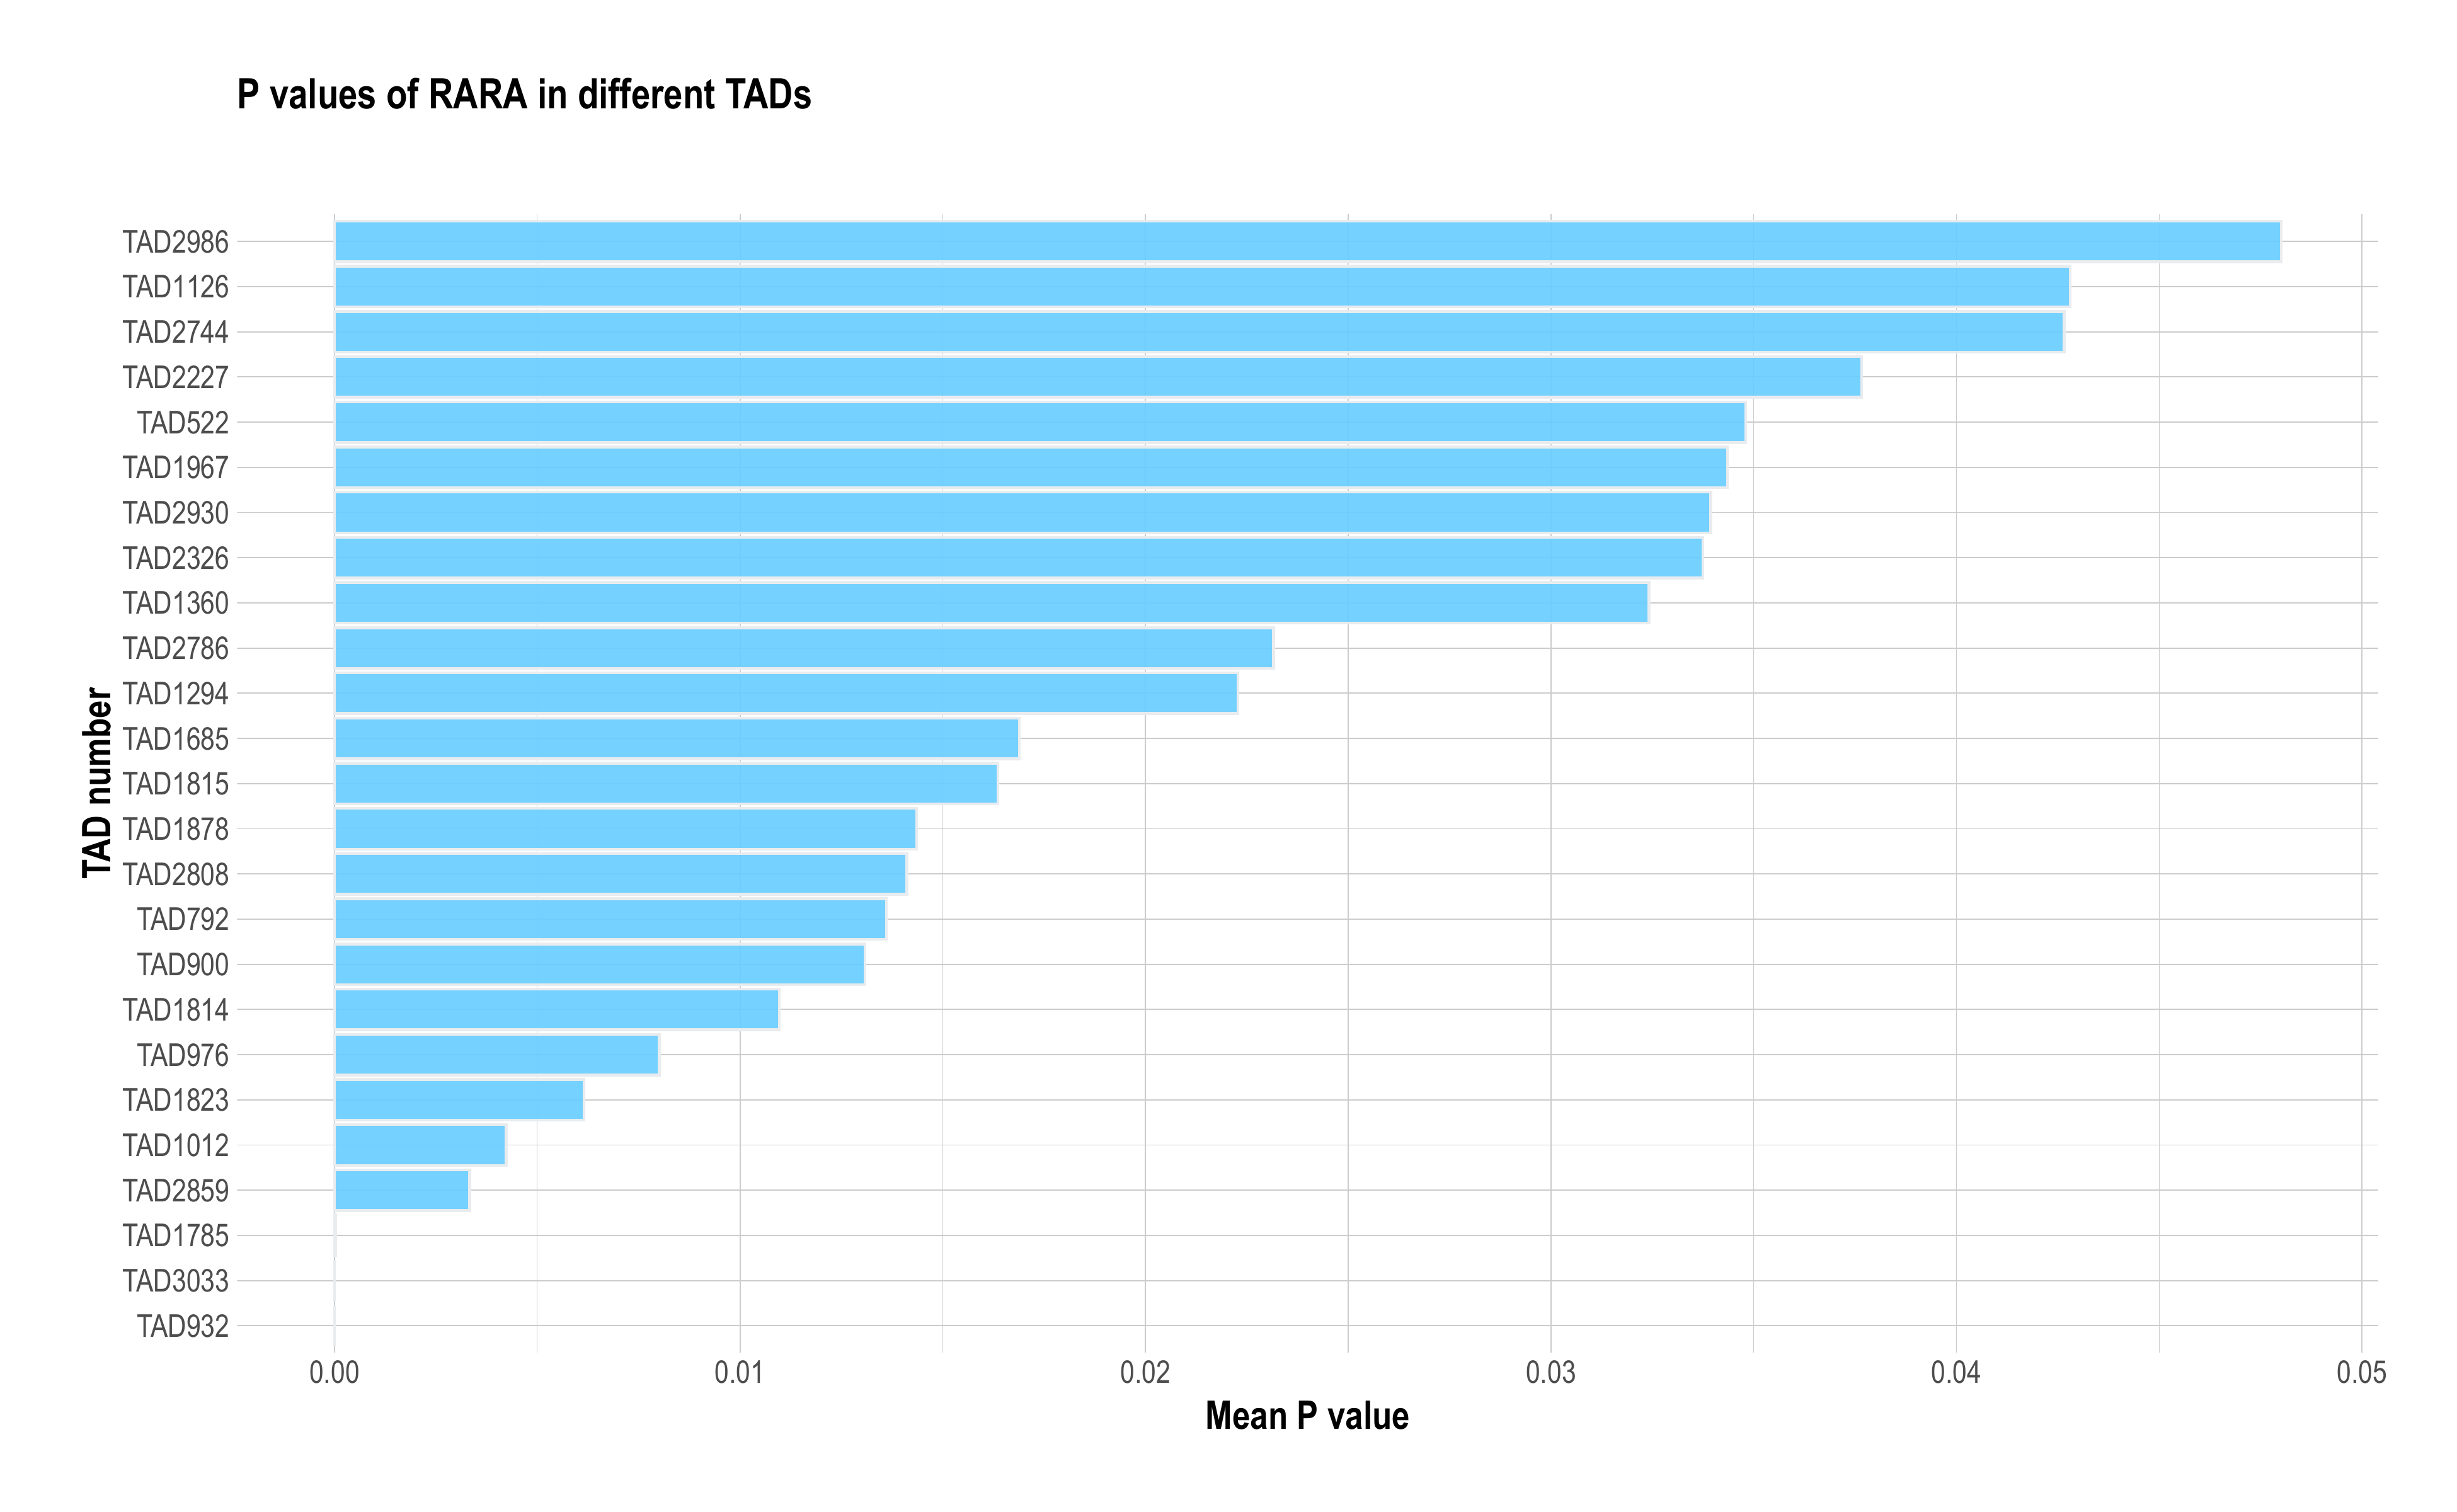 P values of RARA in different TADs
TAD2986
TAD1126
TAD2744
TAD2227
TAD522
TAD1967
TAD2930
TAD2326
TAD1360
TAD2786
TAD1294
TAD1685
TAD1815
TAD1878
TAD2808
TAD792
TAD900
TAD1814
TAD976
TAD1823
TAD1012
TAD2859
TAD1785
TAD3033
TAD932
TAD number
0.00 0.01 0.02 0.03 0.04 0.05
Mean P value